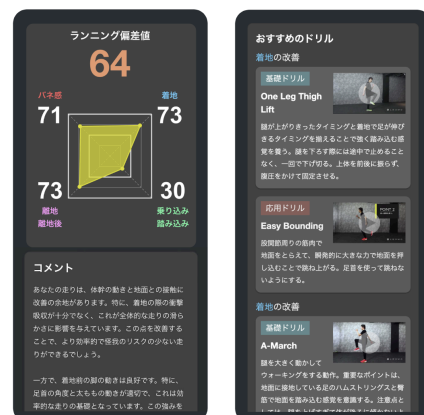 ランニング偏差値
64
バネ感
71
着地
73
73
離地
離地後
30
乗り込み
踏み込み
コメント
あなたの走りは、体幹の動きと地面との接触に
改善の余地があります。特に、着地の際の衝撃
吸収が十分でなく、これが全体的な走りの滑ら
かさに影響を与えています。この点を改善する
ことで、より効率的で怪我のリスクの少ない走
りができるでしょう。
一方で、着地前の脚の動きは良好です。特に、
足首の角度と太ももの動きが適切で、これは効
率的な走りの基礎となっています。この強みを
おすすめのドリル
着地の改善
基礎ドリル
One Leg Thigh
Lift
腿が上がりきったタイミングと着地で足が伸び
きるタイミングを揃えることで強く踏み込む感
覚を養う。腿を下ろす際には途中で止めること
なく、一回で下げ切る。上体を前後に振らず、
腹圧をかけて固定させる。
応用ドリル
Easy Bounding
POINT 2
股関節周りの筋肉で
地面をとらえて、瞬発的に大きな力で地面を押
し込むことで跳ね上がる。足首を使って跳ねな
いようにする。
着地の改善
基礎ドリル
A-March
腿を大きく動かして
ウォーキングをする動作。重要なポイントは、
地面に接地している足のハムストリングスと臀
筋で地面を踏み込む感覚を意識する。注意点と